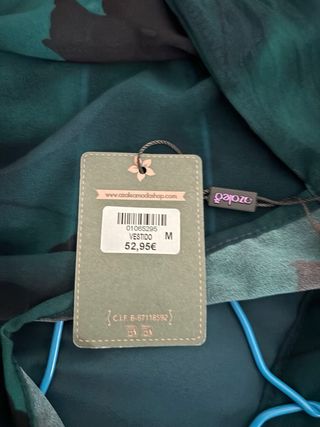 www.azaleamodashop.com
01065295
VESTIDO M
52,95€
{ C.I.F. B-87118592 }
azalea